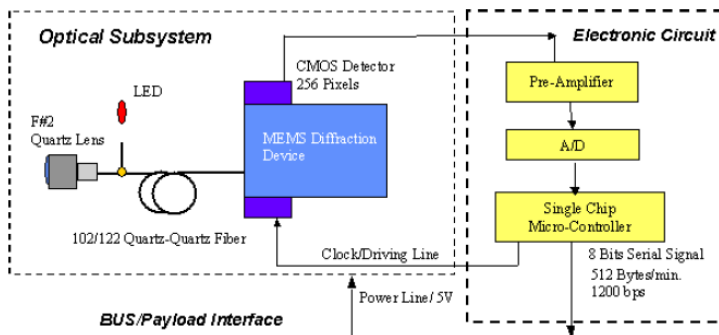 Optical Subsystem
Electronic Circuit
CMOS Detector
256 Pixels
Pre-Amplifier
LED
F#2
Quartz Lens
MEMS Diffraction
Device
A/D
Single Chip
Micro-Controller
102/122 Quartz-Quartz Fiber
Clock/Driving Line
8 Bits Serial Signal
512 Bytes/min.
1200 bps
Power Line/ 5V
BUS/Payload Interface